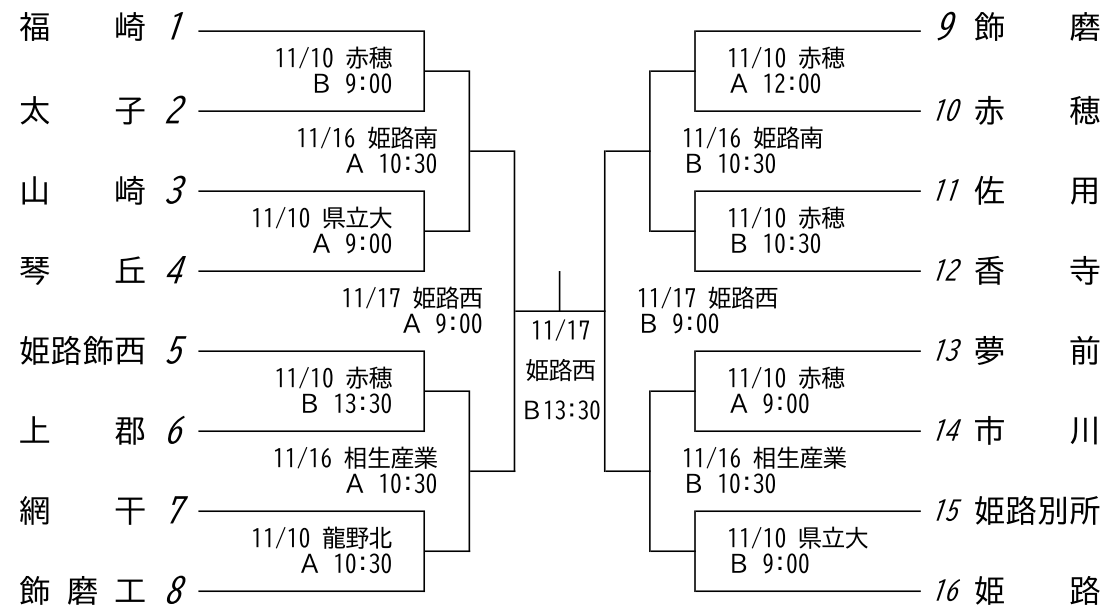 福崎 1
11/10 赤穂
B 9:00
太子 2
11/16 姫路南
A 10:30
山崎 3
11/10 県立大
A 9:00
琴丘 4
11/17 姫路西
A 9:00
姫路飾西 5
11/10 赤穂
B 13:30
上郡 6
11/16 相生産業
A 10:30
網干 7
11/10 龍野北
A 10:30
飾磨工 8
11/17
姫路西
B13:30
9 飾磨
11/10 赤穂
A 12:00
10 赤穂
11/16 姫路南
B 10:30
11 佐用
11/10 赤穂
B 10:30
12 香寺
11/17 姫路西
B 9:00
13 夢前
11/10 赤穂
A 9:00
14 市川
11/16 相生産業
B 10:30
15 姫路別所
11/10 県立大
B 9:00
16 姫路